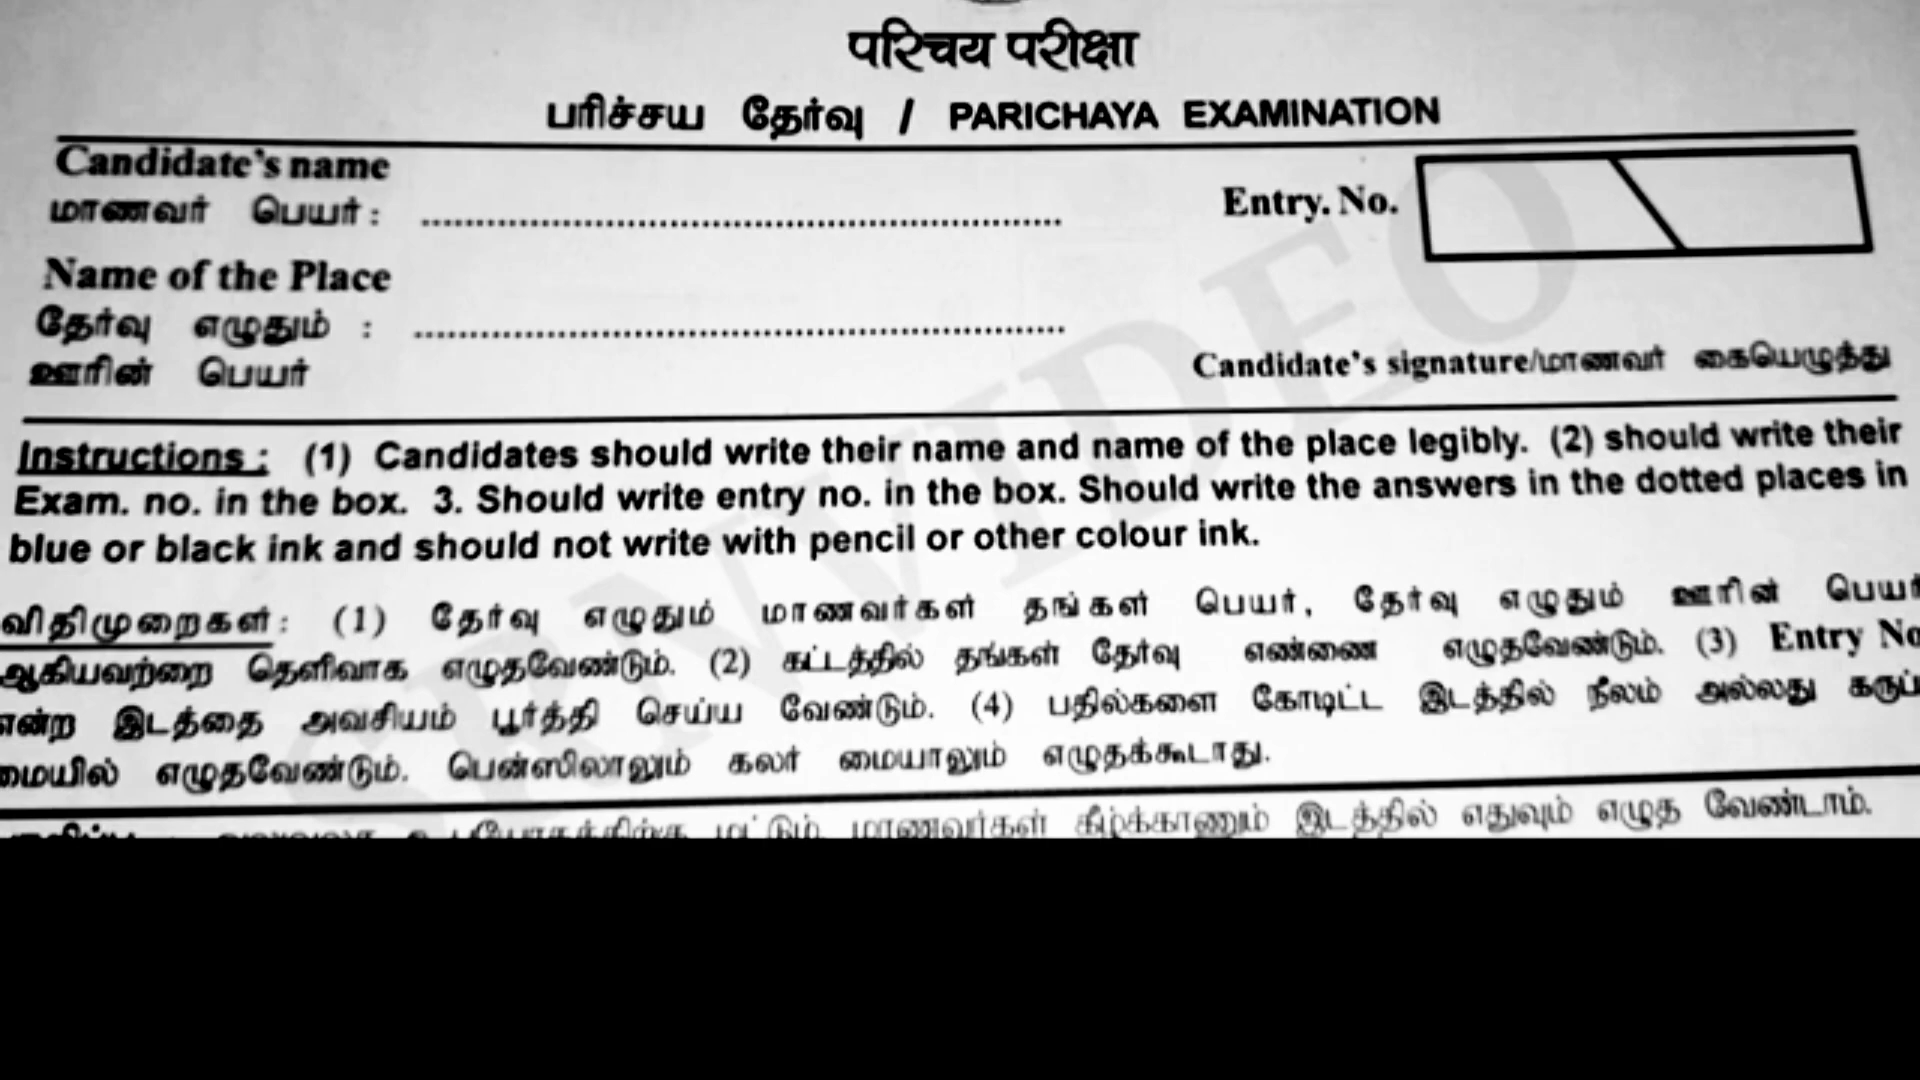 परिचय परीक्षा
பரிச்சய தேர்வு / PARICHAYA EXAMINATION
Candidate's name
மாணவர் பெயர் : ............................................................
Entry. No.
Name of the Place
தேர்வு எழுதும் : ............................................................
ஊரின் பெயர்
Candidate's signature/மாணவர் கையெழுத்து
Instructions : (1) Candidates should write their name and name of the place legibly. (2) should write their
Exam. no. in the box. 3. Should write entry no. in the box. Should write the answers in the dotted places in
blue or black ink and should not write with pencil or other colour ink.
விதிமுறைகள் : (1) தேர்வு எழுதும் மாணவர்கள் தங்கள் பெயர், தேர்வு எழுதும் ஊரின் பெயர்
ஆகியவற்றை தெளிவாக எழுதவேண்டும். (2) கட்டத்தில் தங்கள் தேர்வு எண்ணை எழுதவேண்டும். (3) Entry No
என்ற இடத்தை அவசியம் பூர்த்தி செய்ய வேண்டும். (4) பதில்களை கோடிட்ட இடத்தில் நீலம் அல்லது கருப்
மையில் எழுதவேண்டும். பென்ஸிலாலும் கலர் மையாலும் எழுதக்கூடாது.
மட்டும் மாணவர்கள் கீழ்க்காணும் இடத்தில் எதுவும் எழுத வேண்டாம்.
SRNVIDEO